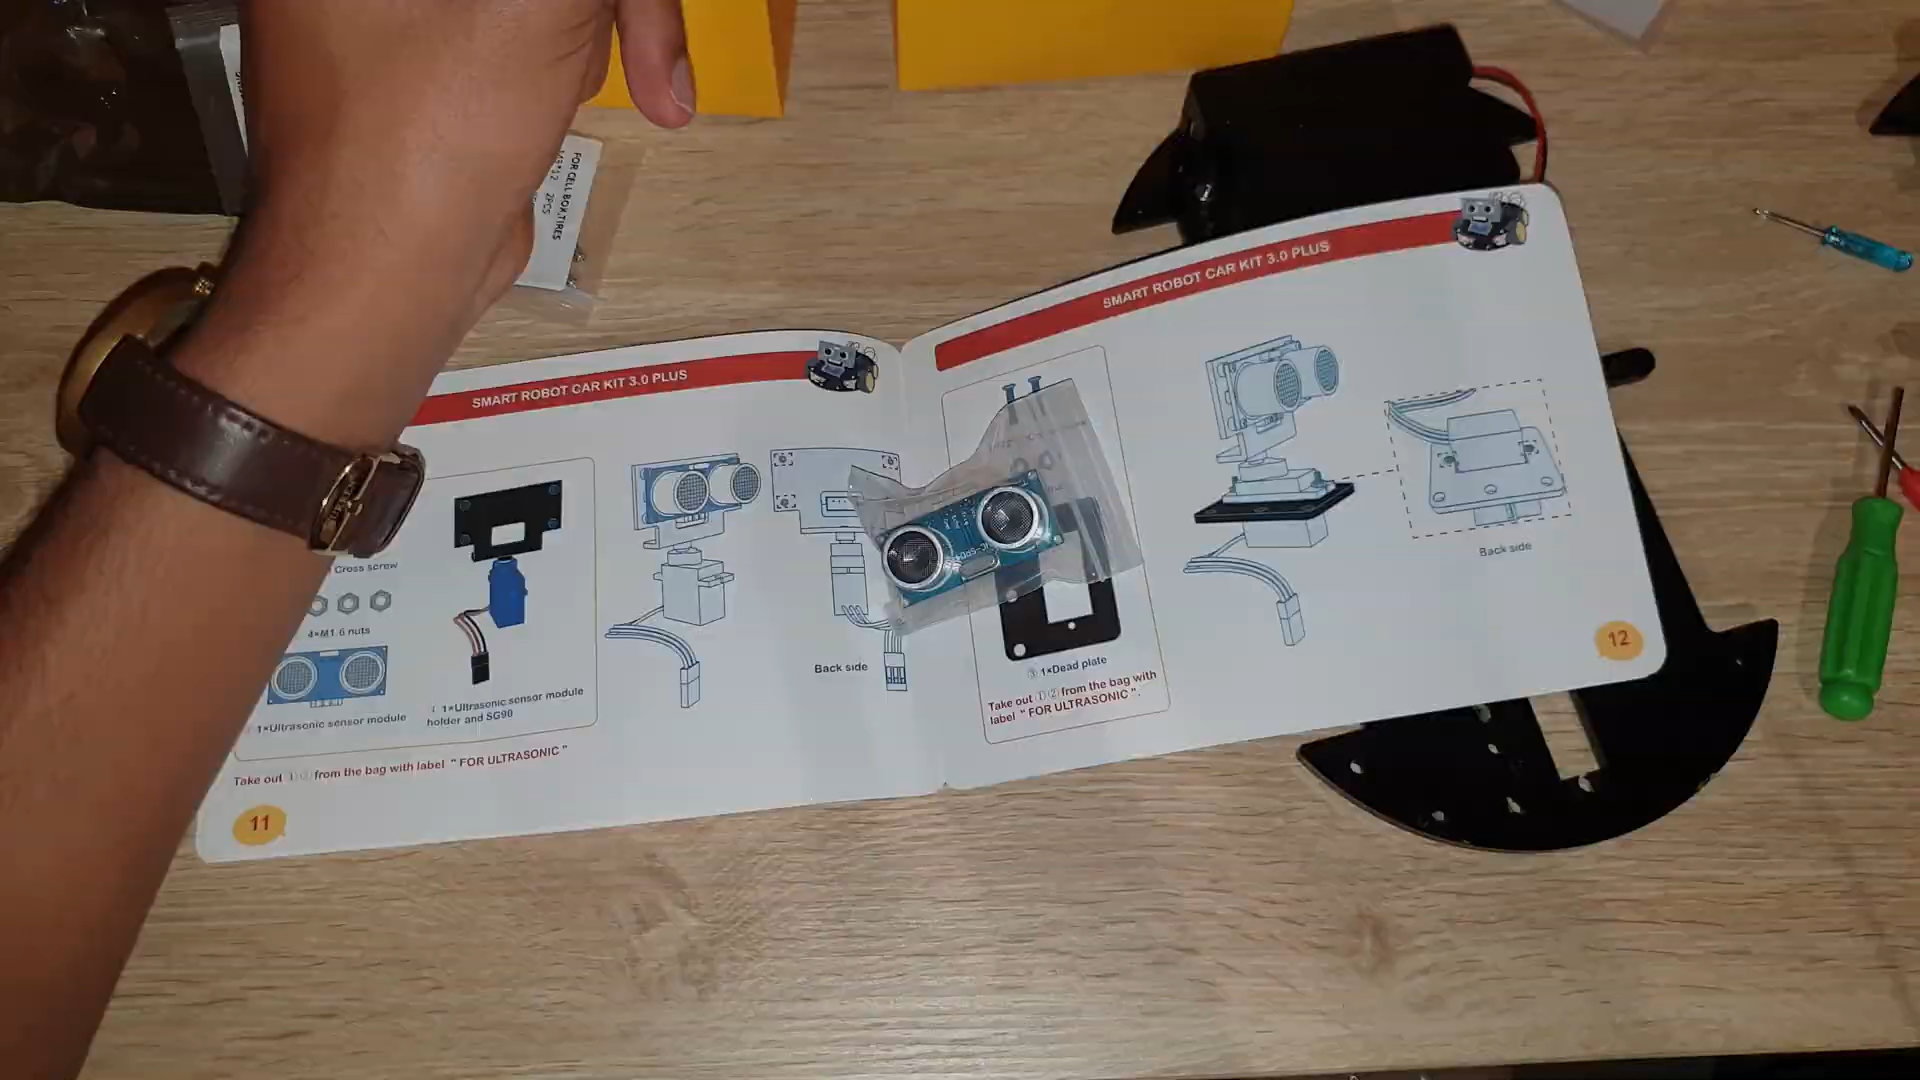 FOR CELL BOX,TIRES
2PCS
SMART ROBOT CAR KIT 3.0 PLUS
Cross screw
4×M1.6 nuts
1×Ultrasonic sensor module
1×Ultrasonic sensor module
holder and SG90
Take out ①② from the bag with label " FOR ULTRASONIC "
Back side
11
SMART ROBOT CAR KIT 3.0 PLUS
③ 1×Dead plate
Take out ①② from the bag with
label " FOR ULTRASONIC ".
Back side
12